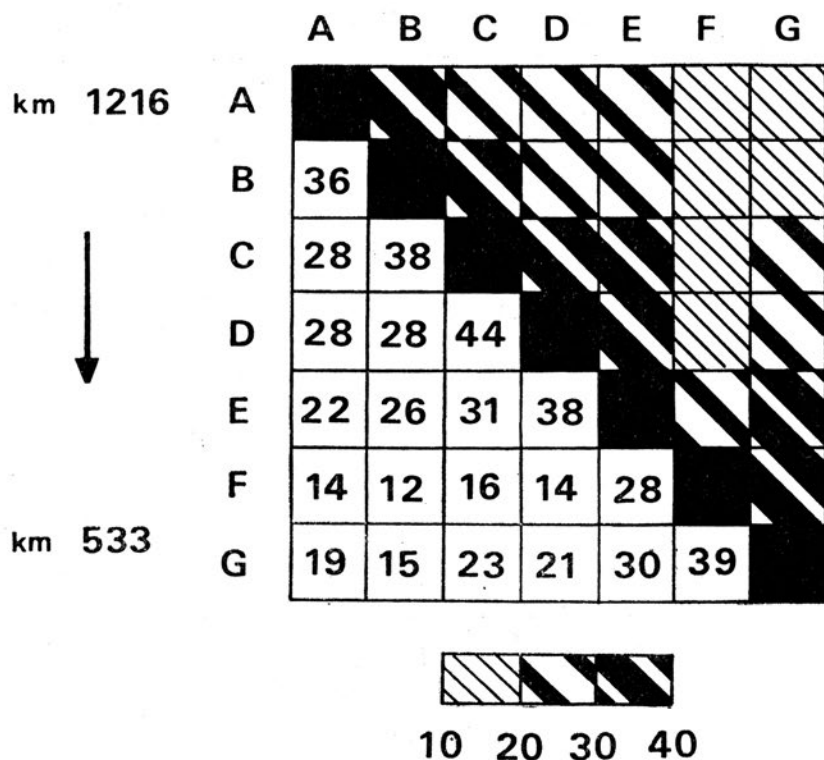 A B C D E F G
km 1216 A
B 36
C 28 38
D 28 28 44
E 22 26 31 38
F 14 12 16 14 28
km 533
G 19 15 23 21 30 39
10 20 30 40